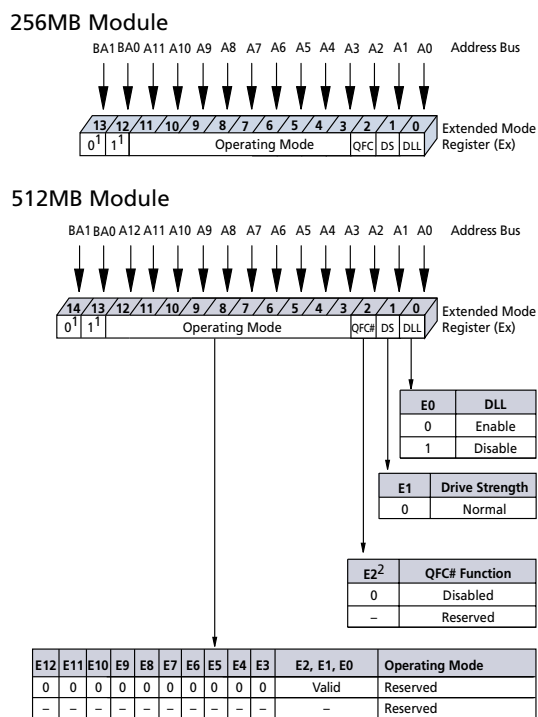 256MB Module
BA1 BA0 A11 A10 A9 A8 A7 A6 A5 A4 A3 A2 A1 A0 Address Bus
13 12 11 10 9 8 7 6 5 4 3 2 1 0
Extended Mode
Register (Ex)
0¹ 1¹ Operating Mode QFC DS DLL
512MB Module
BA1 BA0 A12 A11 A10 A9 A8 A7 A6 A5 A4 A3 A2 A1 A0 Address Bus
14 13 12 11 10 9 8 7 6 5 4 3 2 1 0
Extended Mode
Register (Ex)
0¹ 1¹ Operating Mode QFC# DS DLL
E0 DLL
0 Enable
1 Disable
E1 Drive Strength
0 Normal
E2² QFC# Function
0 Disabled
– Reserved
E12 E11 E10 E9 E8 E7 E6 E5 E4 E3 E2, E1, E0 Operating Mode
0 0 0 0 0 0 0 0 0 0 Valid Reserved
– – – – – – – – – – – Reserved